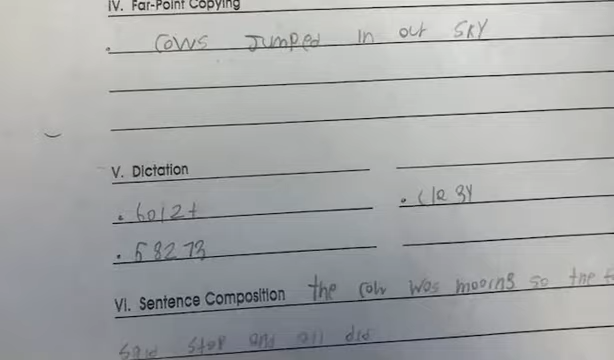 IV. Far-Point Copying
. cows Jumped in our SKY
V. Dictation
. 6012t
. cle gy
. 58273
VI. Sentence Composition the cow was mooing so the f
said stop and all did